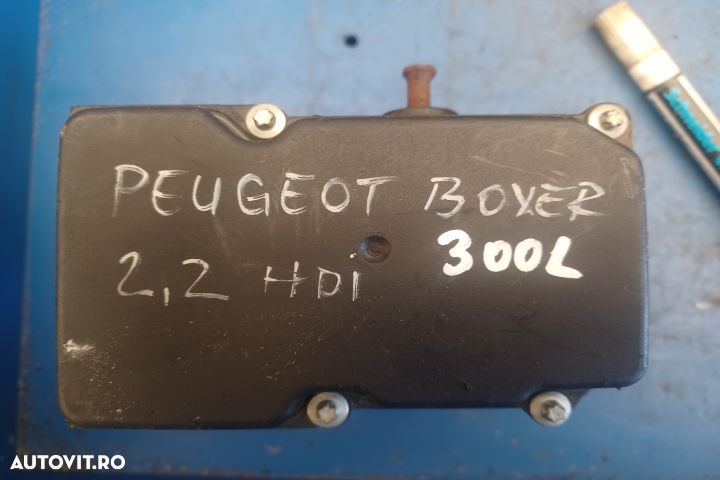 PEUGEOT BOXER
2,2 HDi 300L
AUTOVIT.RO